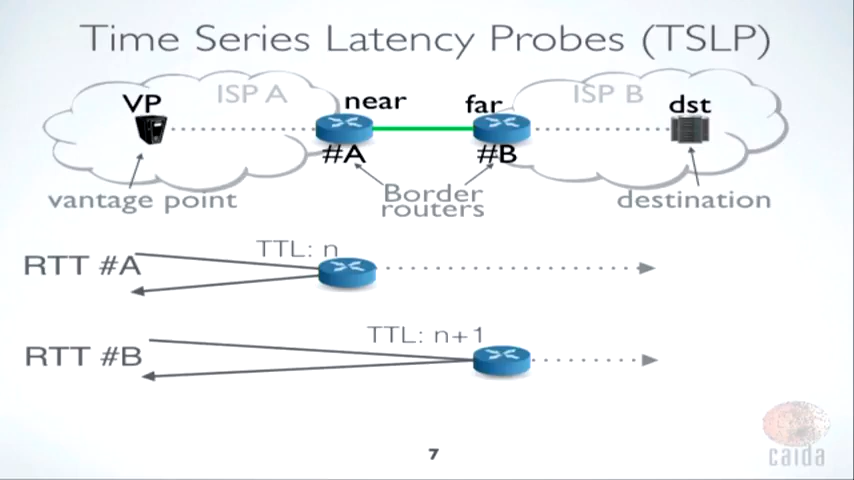 Time Series Latency Probes (TSLP)
VP
ISP A
near
far
ISP B
dst
#A
#B
vantage point
Border
routers
destination
TTL: n
RTT #A
TTL: n+1
RTT #B
7
caida